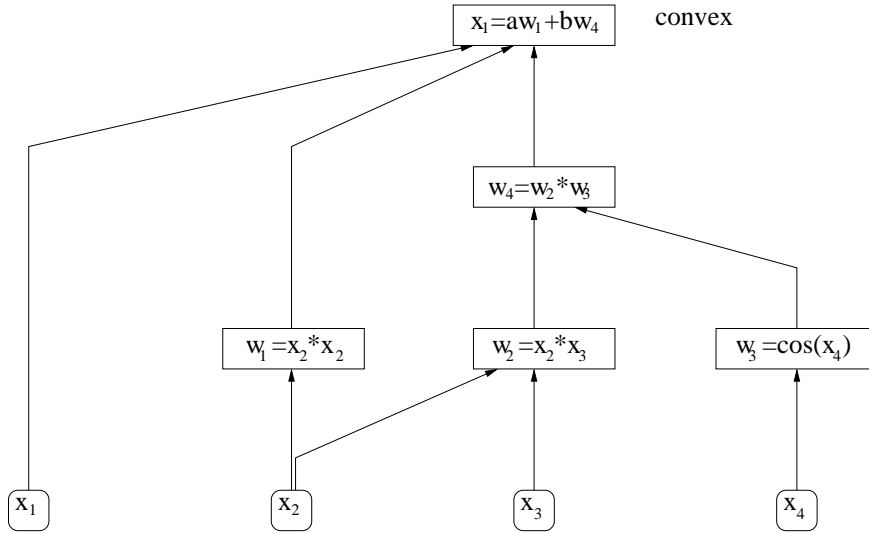 x₁=aw₁+bw₄ convex
w₄=w₂*w₃
w₁=x₂*x₂ w₂=x₂*x₃ w₃=cos(x₄)
x₁ x₂ x₃ x₄